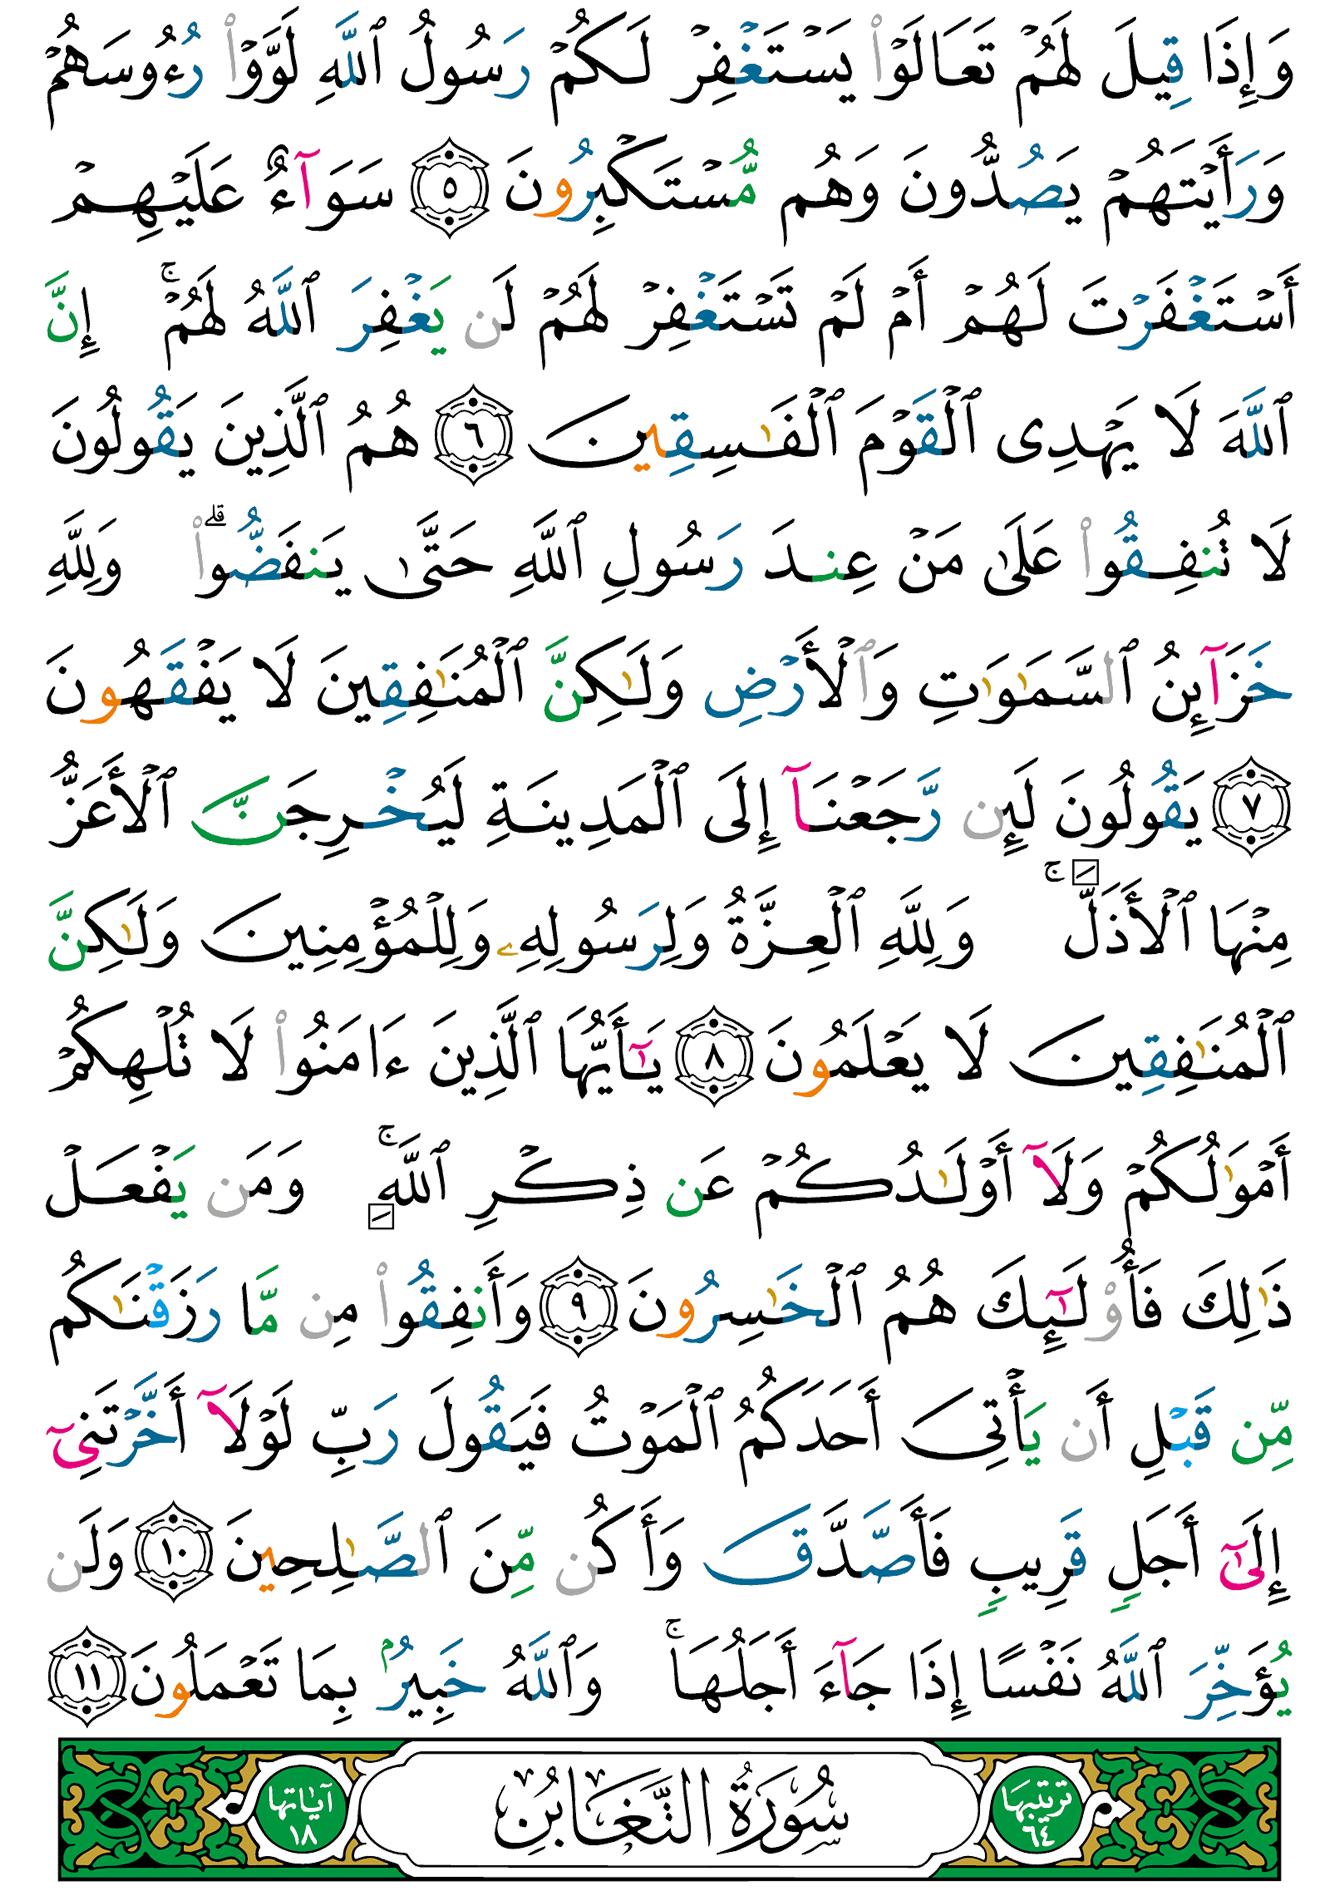 وَإِذَا قِيلَ لَهُمْ تَعَالَوْا۟ يَسْتَغْفِرْ لَكُمْ رَسُولُ ٱللَّهِ لَوَّوْا۟ رُءُوسَهُمْ
وَرَأَيْتَهُمْ يَصُدُّونَ وَهُم مُّسْتَكْبِرُونَ ٥ سَوَآءٌ عَلَيْهِمْ
أَسْتَغْفَرْتَ لَهُمْ أَمْ لَمْ تَسْتَغْفِرْ لَهُمْ لَن يَغْفِرَ ٱللَّهُ لَهُمْ ۚ إِنَّ
ٱللَّهَ لَا يَهْدِى ٱلْقَوْمَ ٱلْفَـٰسِقِينَ ٦ هُمُ ٱلَّذِينَ يَقُولُونَ
لَا تُنفِقُوا۟ عَلَىٰ مَنْ عِندَ رَسُولِ ٱللَّهِ حَتَّىٰ يَنفَضُّوا۟ ۗ وَلِلَّهِ
خَزَآئِنُ ٱلسَّمَـٰوَٰتِ وَٱلْأَرْضِ وَلَـٰكِنَّ ٱلْمُنَـٰفِقِينَ لَا يَفْقَهُونَ
٧ يَقُولُونَ لَئِن رَّجَعْنَآ إِلَى ٱلْمَدِينَةِ لَيُخْرِجَنَّ ٱلْأَعَزُّ
مِنْهَا ٱلْأَذَلَّ ۚ وَلِلَّهِ ٱلْعِزَّةُ وَلِرَسُولِهِۦ وَلِلْمُؤْمِنِينَ وَلَـٰكِنَّ
ٱلْمُنَـٰفِقِينَ لَا يَعْلَمُونَ ٨ يَـٰٓأَيُّهَا ٱلَّذِينَ ءَامَنُوا۟ لَا تُلْهِكُمْ
أَمْوَٰلُكُمْ وَلَآ أَوْلَـٰدُكُمْ عَن ذِكْرِ ٱللَّهِ ۚ وَمَن يَفْعَلْ
ذَٰلِكَ فَأُو۟لَـٰٓئِكَ هُمُ ٱلْخَـٰسِرُونَ ٩ وَأَنفِقُوا۟ مِن مَّا رَزَقْنَـٰكُم
مِّن قَبْلِ أَن يَأْتِىَ أَحَدَكُمُ ٱلْمَوْتُ فَيَقُولَ رَبِّ لَوْلَآ أَخَّرْتَنِىٓ
إِلَىٰٓ أَجَلٍ قَرِيبٍ فَأَصَّدَّقَ وَأَكُن مِّنَ ٱلصَّـٰلِحِينَ ١٠ وَلَن
يُؤَخِّرَ ٱللَّهُ نَفْسًا إِذَا جَآءَ أَجَلُهَا ۚ وَٱللَّهُ خَبِيرٌۢ بِمَا تَعْمَلُونَ ١١
ترتيبها ٦٤ سُورَةُ التَّغَابُنِ آياتها ١٨